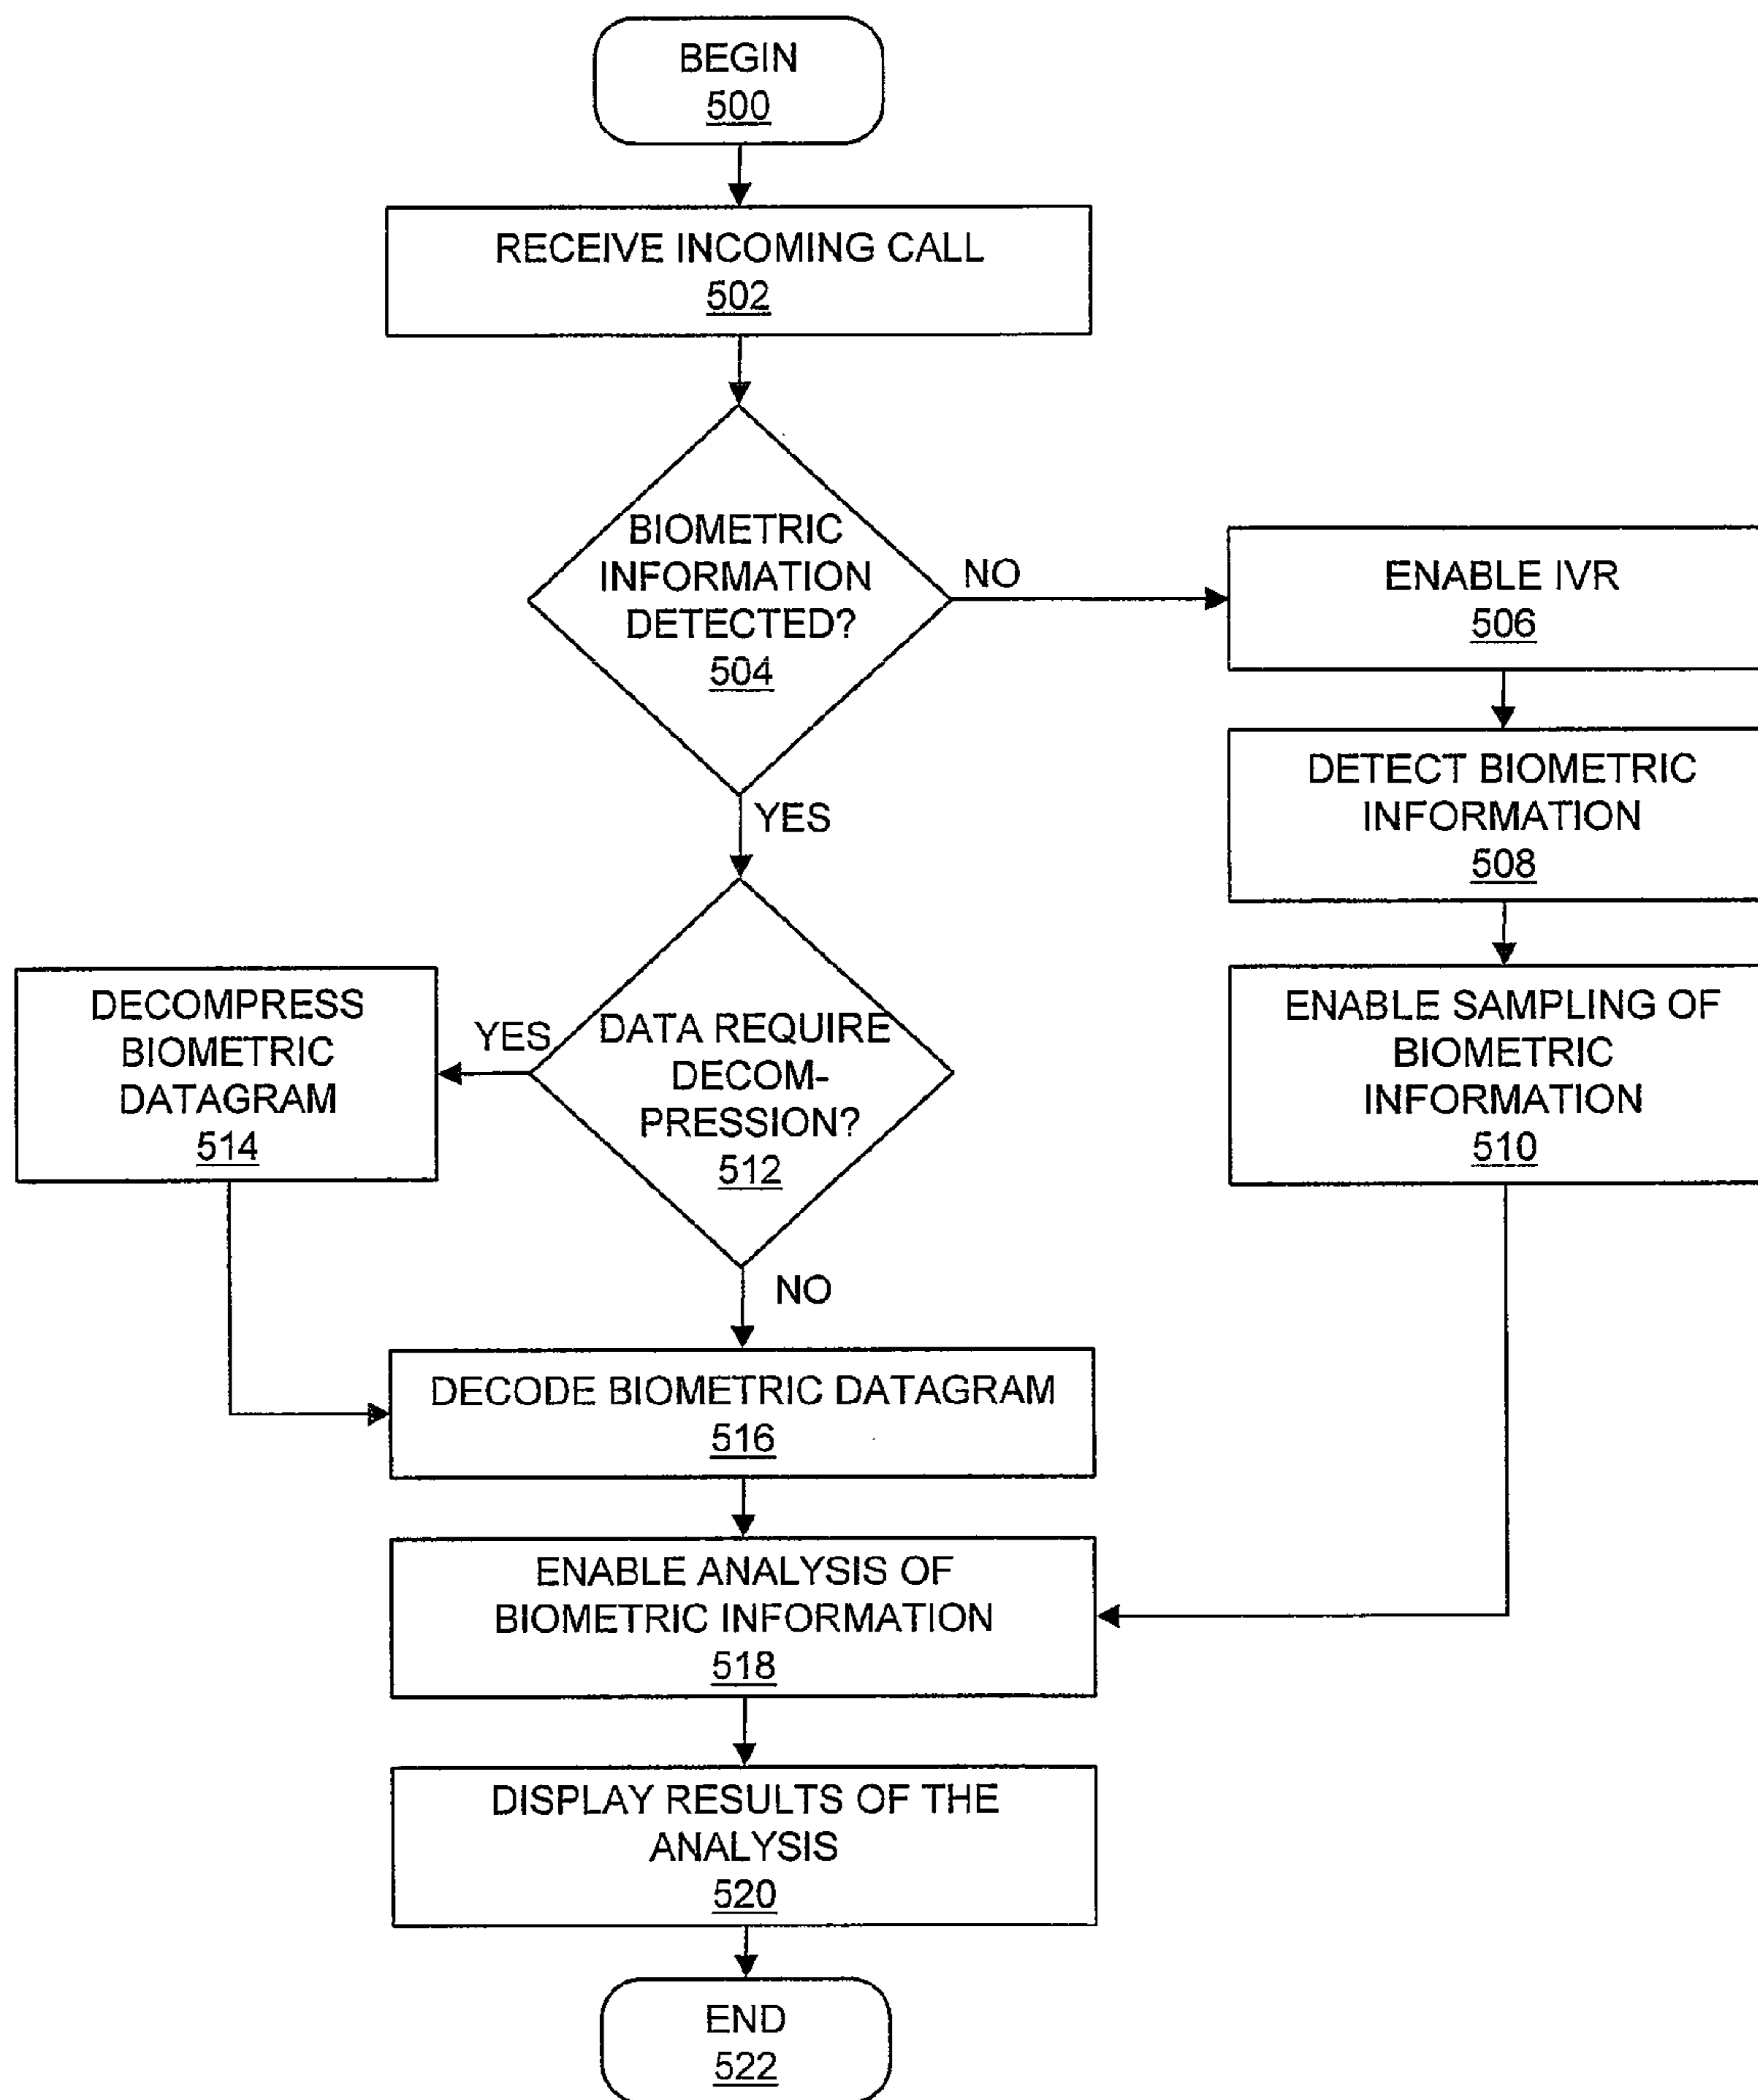 BEGIN
500
RECEIVE INCOMING CALL
502
BIOMETRIC
INFORMATION
DETECTED?
504
NO
ENABLE IVR
506
YES
DETECT BIOMETRIC
INFORMATION
508
ENABLE SAMPLING OF
BIOMETRIC
INFORMATION
510
DATA REQUIRE
DECOM-
PRESSION?
512
YES
DECOMPRESS
BIOMETRIC
DATAGRAM
514
NO
DECODE BIOMETRIC DATAGRAM
516
ENABLE ANALYSIS OF
BIOMETRIC INFORMATION
518
DISPLAY RESULTS OF THE
ANALYSIS
520
END
522